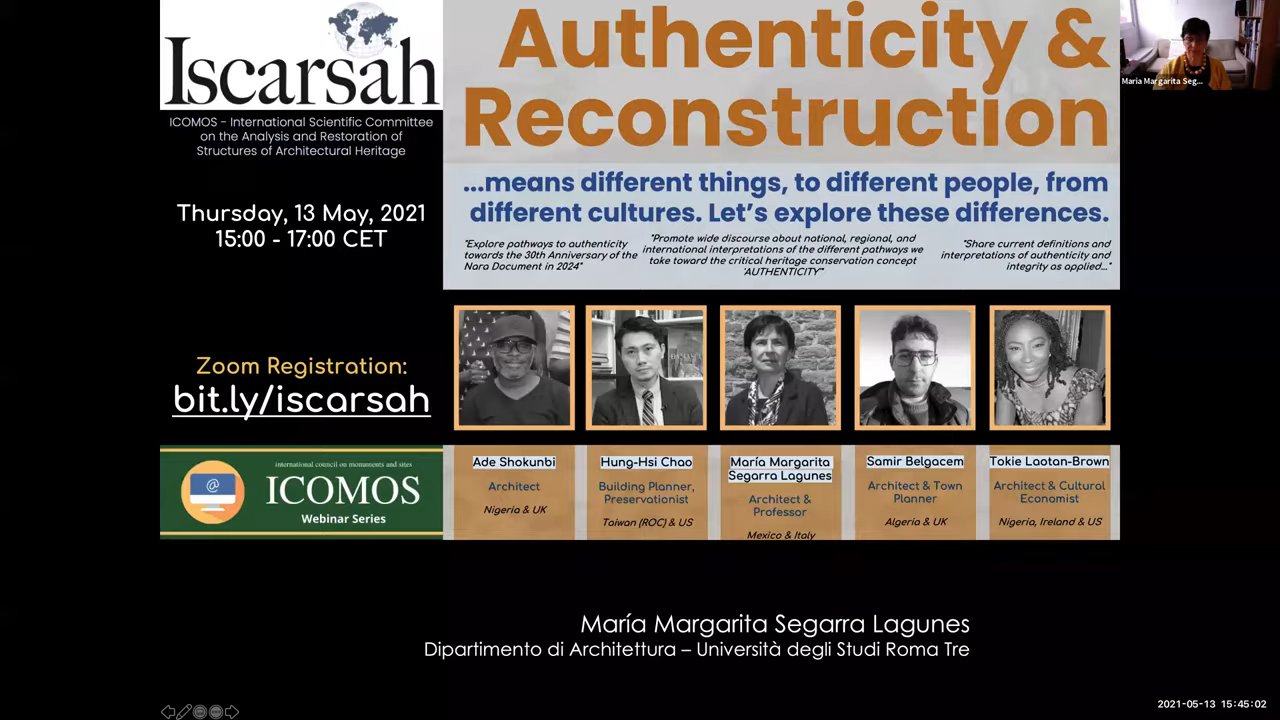 Iscarsah
ICOMOS - International Scientific Committee
on the Analysis and Restoration of
Structures of Architectural Heritage
Thursday, 13 May, 2021
15:00 - 17:00 CET
Zoom Registration:
bit.ly/iscarsah
international council on monuments and sites
@
ICOMOS
Webinar Series
Authenticity &
Reconstruction
...means different things, to different people, from
different cultures. Let's explore these differences.
"Explore pathways to authenticity
towards the 30th Anniversary of the
Nara Document in 2024"
"Promote wide discourse about national, regional, and
international interpretations of the different pathways we
take toward the critical heritage conservation concept
'AUTHENTICITY'"
"Share current definitions and
interpretations of authenticity and
integrity as applied..."
Ade Shokunbi
Architect
Nigeria & UK
Hung-Hsi Chao
Building Planner,
Preservationist
Taiwan (ROC) & US
María Margarita
Segarra Lagunes
Architect &
Professor
Mexico & Italy
Samir Belgacem
Architect & Town
Planner
Algeria & UK
Tokie Laotan-Brown
Architect & Cultural
Economist
Nigeria, Ireland & US
María Margarita Segarra Lagunes
Dipartimento di Architettura – Università degli Studi Roma Tre
Maria Margarita Seg...
2021-05-13 15:45:02